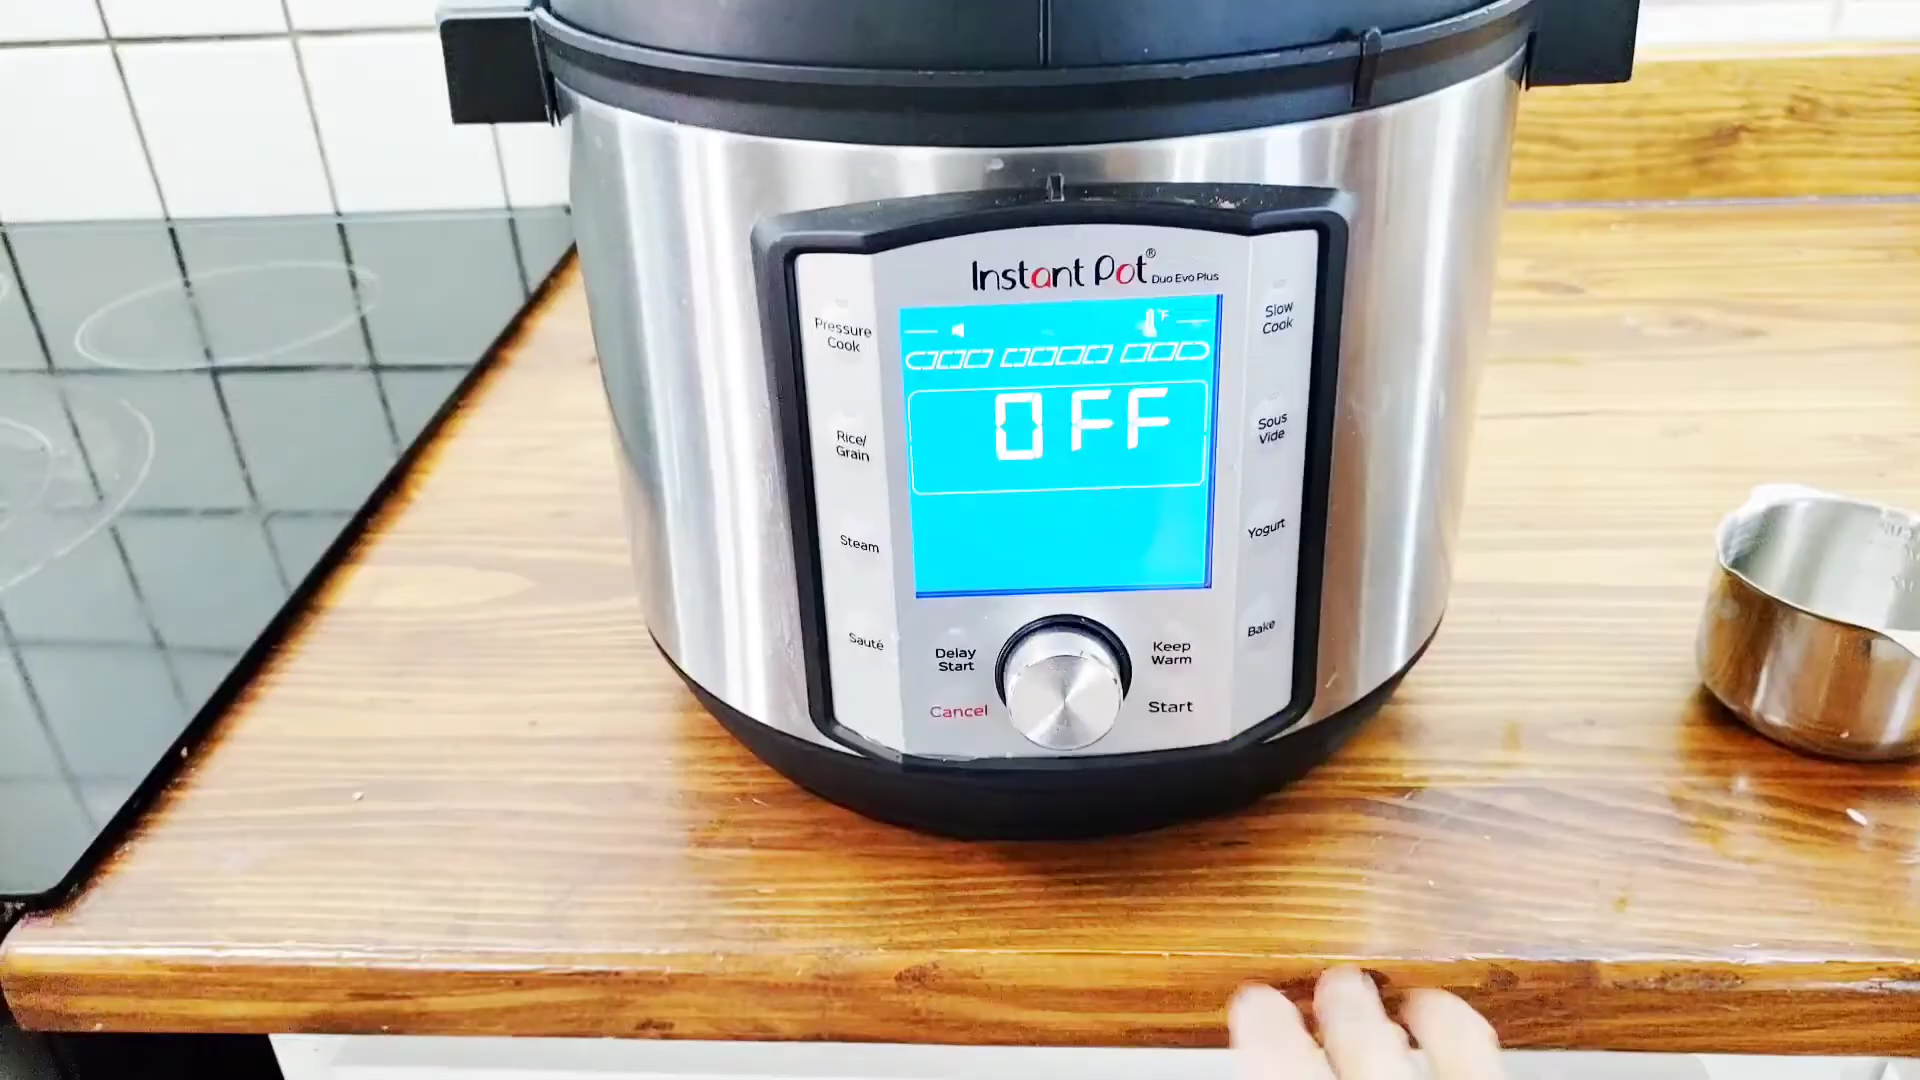 Instant Pot®
Duo Evo Plus
°F
OFF
Pressure
Cook
Rice/
Grain
Steam
Sauté
Slow
Cook
Sous
Vide
Yogurt
Bake
Delay
Start
Keep
Warm
Cancel
Start